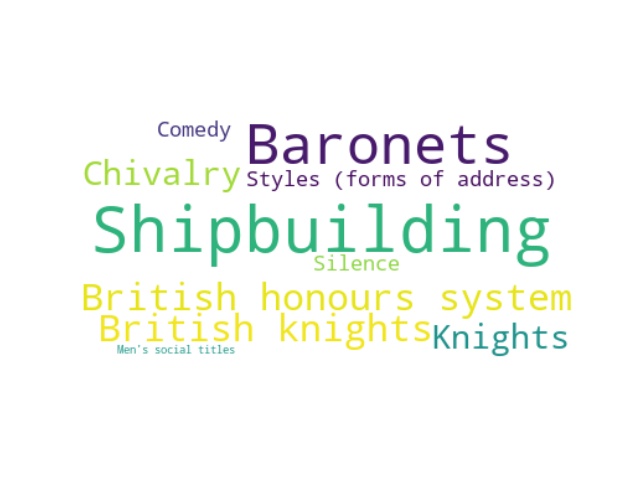 Comedy
Baronets
Chivalry
Styles (forms of address)
Shipbuilding
Silence
British honours system
British knights
Knights
Men's social titles